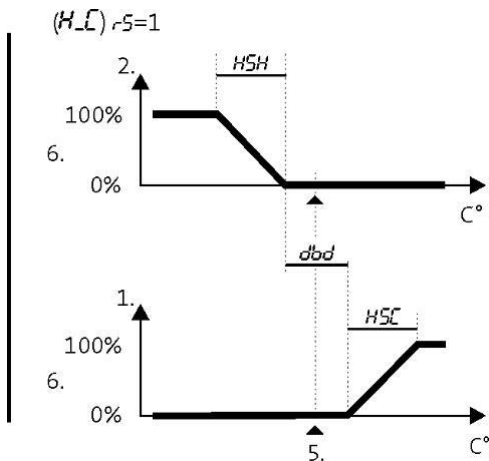 (H_C) rS=1
2.
HSH
100%
6.
0%
C°
dbd
1.
HSC
100%
6.
0%
5.
C°